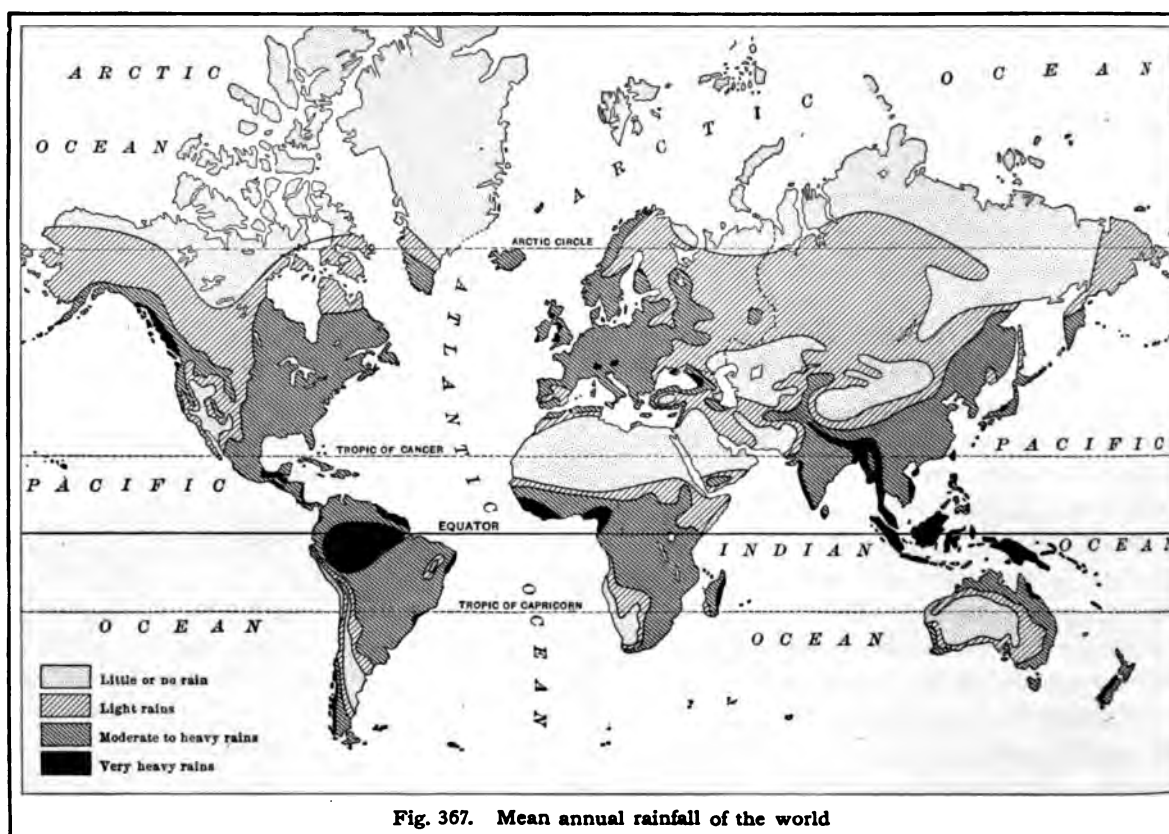 ARCTIC
OCEAN
OCEAN
ARCTIC
ARCTIC CIRCLE
ATLANTIC
TROPIC OF CANCER
PACIFIC
PACIFIC
EQUATOR
INDIAN
OCEAN
TROPIC OF CAPRICORN
OCEAN
OCEAN
OCEAN
Little or no rain
Light rains
Moderate to heavy rains
Very heavy rains
Fig. 367. Mean annual rainfall of the world